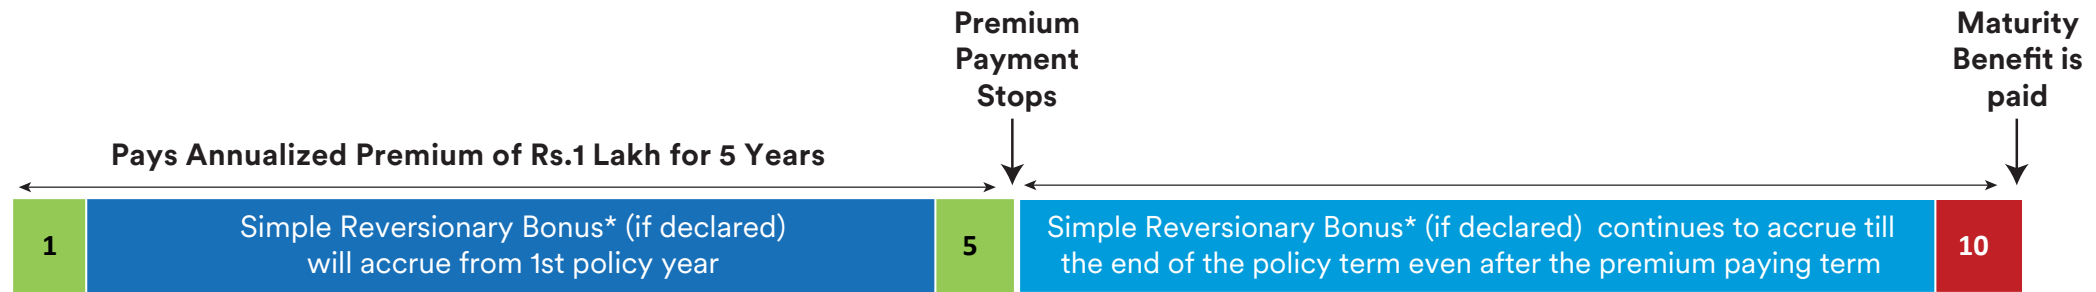 Premium
Payment
Stops
Maturity
Benefit is
paid
Pays Annualized Premium of Rs.1 Lakh for 5 Years
1
Simple Reversionary Bonus* (if declared)
will accrue from 1st policy year
5
Simple Reversionary Bonus* (if declared) continues to accrue till
the end of the policy term even after the premium paying term
10